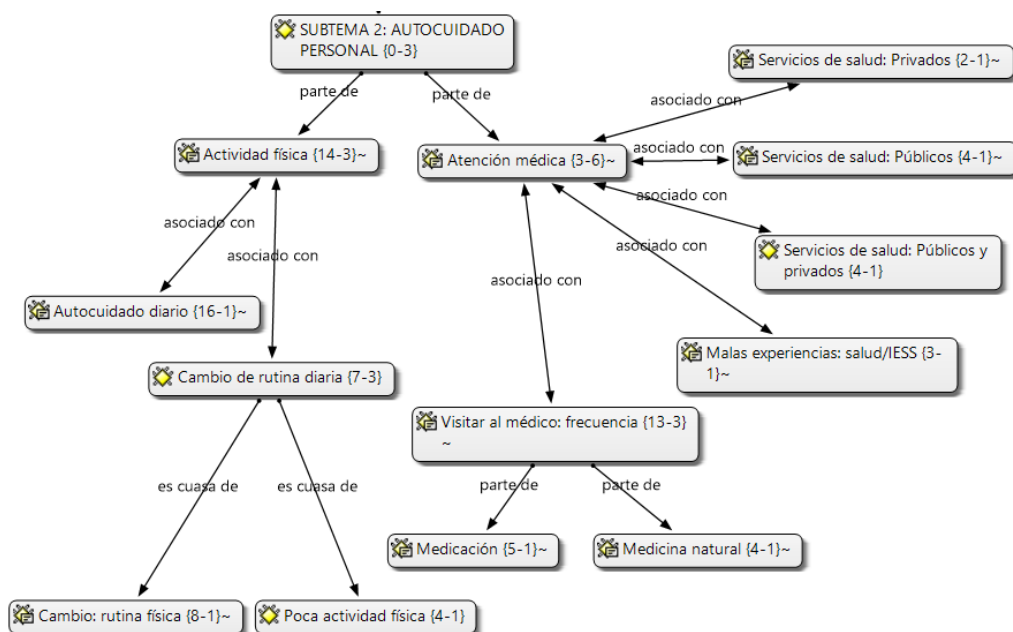 SUBTEMA 2: AUTOCUIDADO
PERSONAL {0-3}
parte de
parte de
Servicios de salud: Privados {2-1}~
asociado con
Actividad física {14-3}~
Atención médica {3-6}~
asociado con
Servicios de salud: Públicos {4-1}~
asociado con
asociado con
asociado con
asociado con
Servicios de salud: Públicos y
privados {4-1}
asociado con
Autocuidado diario {16-1}~
Malas experiencias: salud/IESS {3-
1}~
Cambio de rutina diaria {7-3}
Visitar al médico: frecuencia {13-3}
~
es cuasa de
es cuasa de
parte de
parte de
Medicación {5-1}~
Medicina natural {4-1}~
Cambio: rutina física {8-1}~
Poca actividad física {4-1}